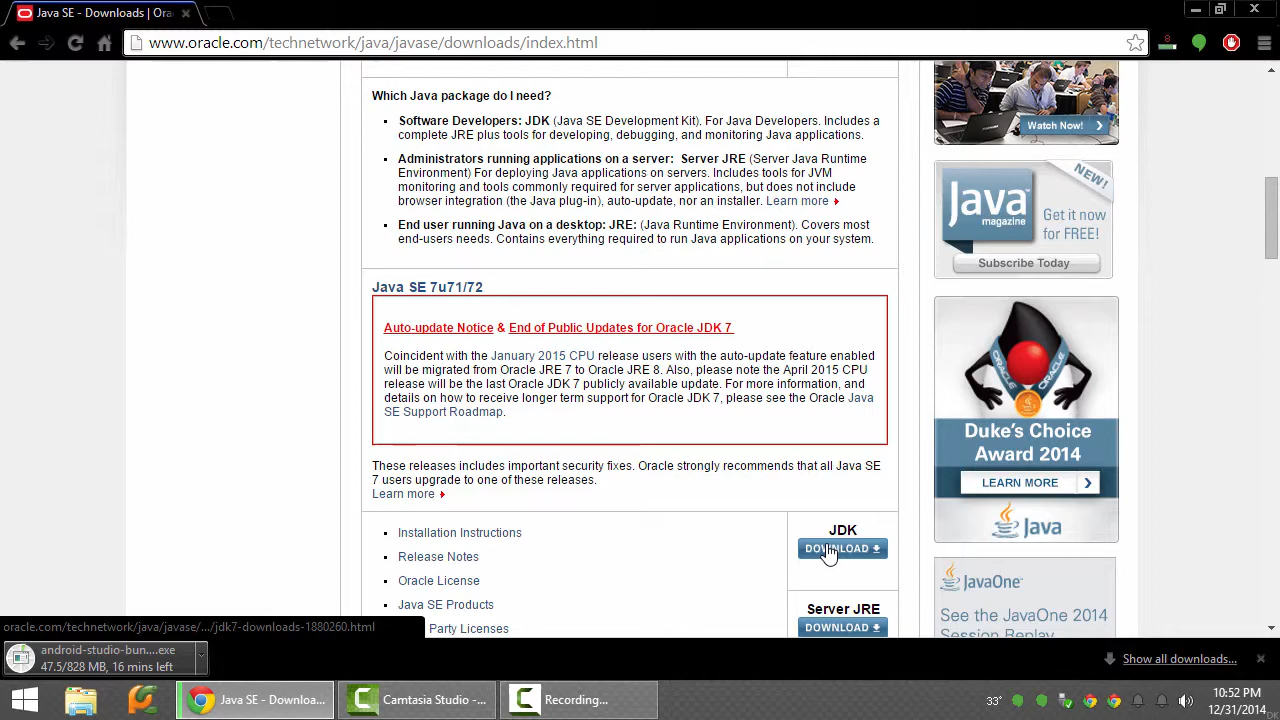 Java SE - Downloads | Ora
www.oracle.com/technetwork/java/javase/downloads/index.html
8
Which Java package do I need?
Software Developers: JDK (Java SE Development Kit). For Java Developers. Includes a
complete JRE plus tools for developing, debugging, and monitoring Java applications.
Administrators running applications on a server: Server JRE (Server Java Runtime
Environment) For deploying Java applications on servers. Includes tools for JVM
monitoring and tools commonly required for server applications, but does not include
browser integration (the Java plug-in), auto-update, nor an installer. Learn more
End user running Java on a desktop: JRE: (Java Runtime Environment). Covers most
end-users needs. Contains everything required to run Java applications on your system.
Java SE 7u71/72
Auto-update Notice & End of Public Updates for Oracle JDK 7
Coincident with the January 2015 CPU release users with the auto-update feature enabled
will be migrated from Oracle JRE 7 to Oracle JRE 8. Also, please note the April 2015 CPU
release will be the last Oracle JDK 7 publicly available update. For more information, and
details on how to receive longer term support for Oracle JDK 7, please see the Oracle Java
SE Support Roadmap.
These releases includes important security fixes. Oracle strongly recommends that all Java SE
7 users upgrade to one of these releases.
Learn more
Installation Instructions
Release Notes
Oracle License
Java SE Products
Party Licenses
JDK
DOWNLOAD
Server JRE
DOWNLOAD
Watch Now!
NEW!
Java
magazine
Get it now
for FREE!
Subscribe Today
ORACLE
Duke's Choice
Award 2014
LEARN MORE
Java
JavaOne
See the JavaOne 2014
Session Replay
oracle.com/technetwork/java/javase/.../jdk7-downloads-1880260.html
android-studio-bun....exe
47.5/828 MB, 16 mins left
Show all downloads...
Java SE - Downloa...
Camtasia Studio -...
Recording...
33°
10:52 PM
12/31/2014